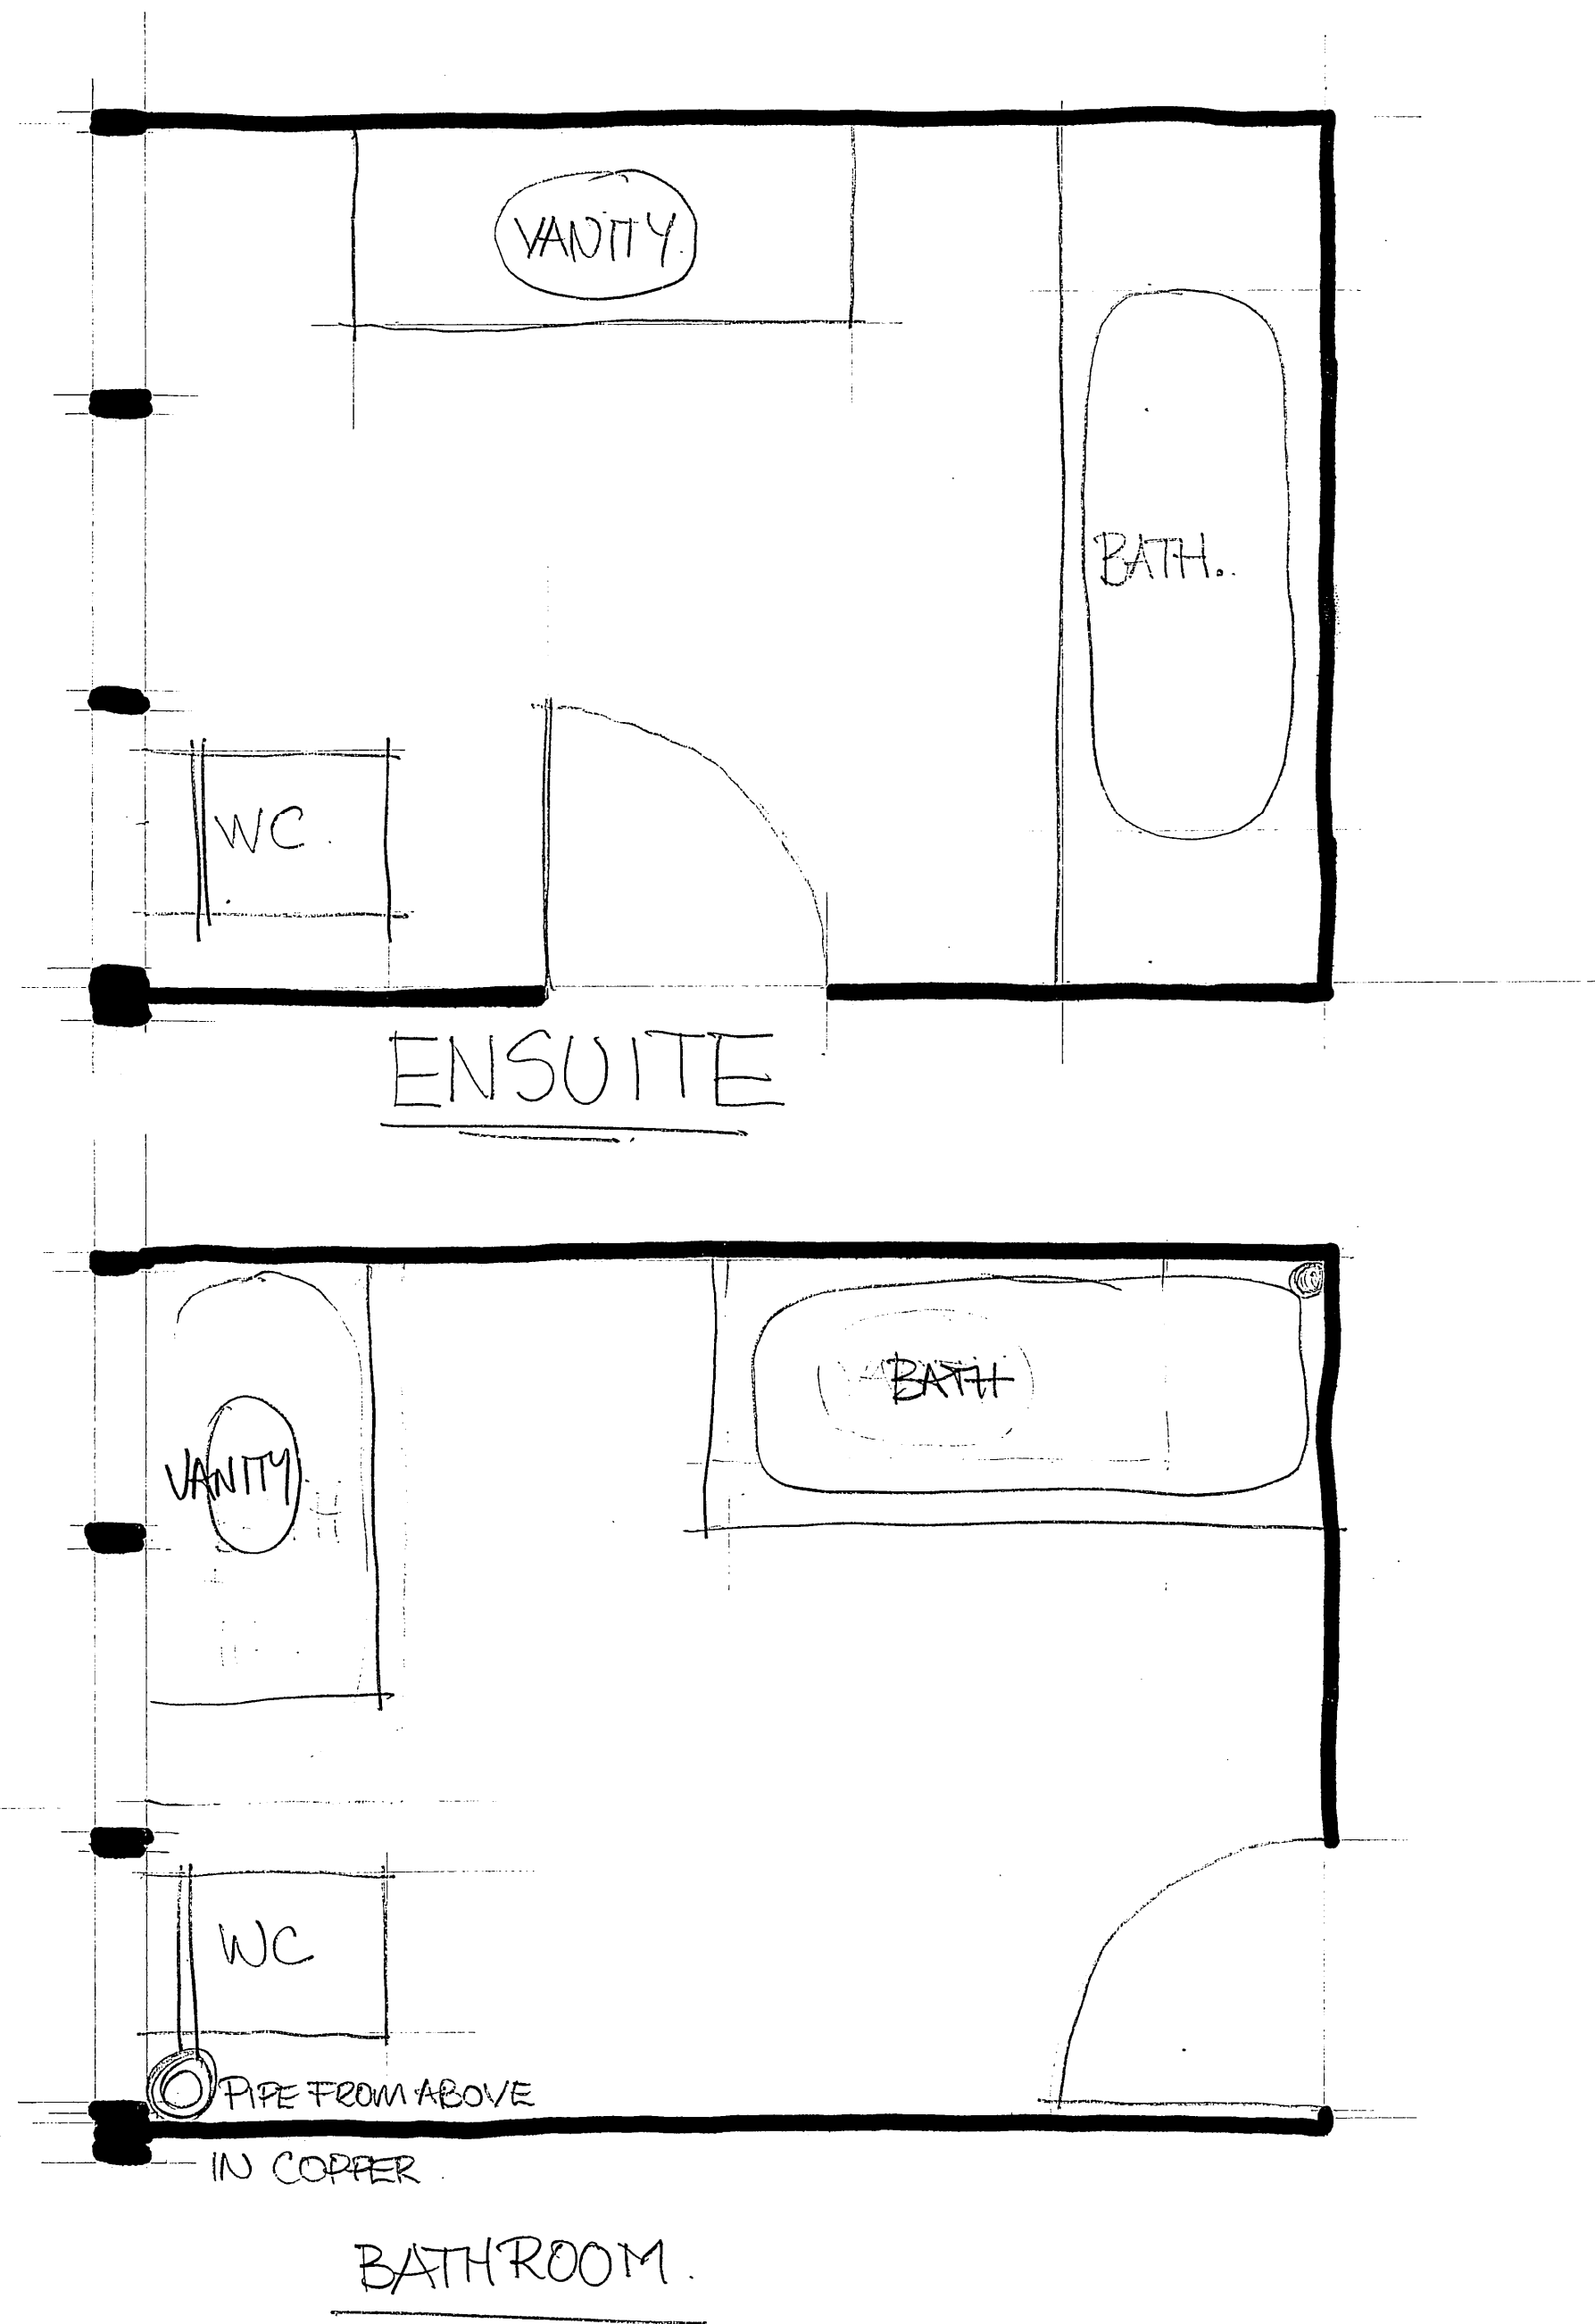 VANITY.
BATH..
WC.
ENSUITE
BATH
VANITY
WC
PIPE FROM ABOVE
IN COPPER.
BATHROOM.